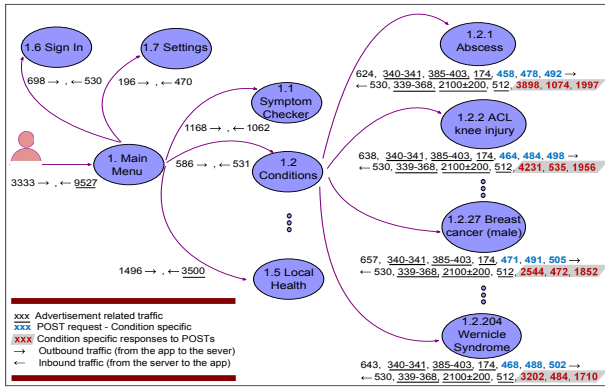 1.6 Sign In
1.7 Settings
698 → , ← 530
196 → , ← 470
1.1
Symptom
Checker
1168 → , ← 1062
1. Main
Menu
3333 → , ← 9527
586 → , ← 531
1.2
Conditions
1496 → , ← 3500
1.5 Local
Health
1.2.1
Abscess
624, 340-341, 385-403, 174, 458, 478, 492 →
← 530, 339-368, 2100±200, 512, 3898, 1074, 1997
1.2.2 ACL
knee injury
638, 340-341, 385-403, 174, 464, 484, 498 →
← 530, 339-368, 2100±200, 512, 4231, 535, 1956
1.2.27 Breast
cancer (male)
657, 340-341, 385-403, 174, 471, 491, 505 →
← 530, 339-368, 2100±200, 512, 2544, 472, 1852
1.2.204
Wernicle
Syndrome
643, 340-341, 385-403, 174, 468, 488, 502 →
← 530, 339-368, 2100±200, 512, 3202, 484, 1710
xxx Advertisement related traffic
xxx POST request - Condition specific
xxx Condition specific responses to POSTs
→ Outbound traffic (from the app to the sever)
← Inbound traffic (from the server to the app)